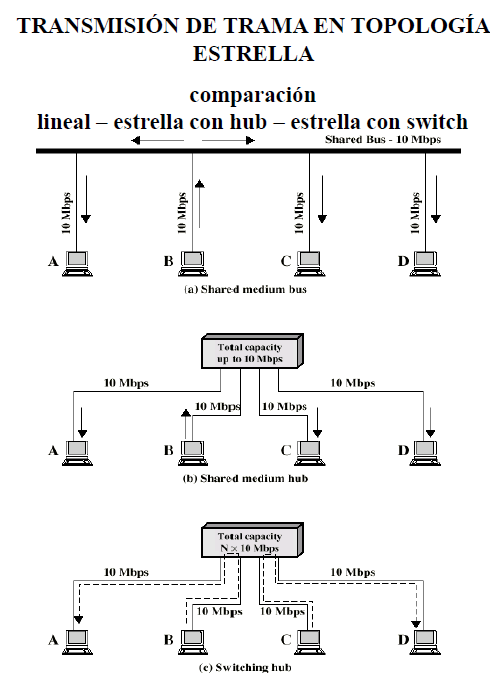 TRANSMISIÓN DE TRAMA EN TOPOLOGÍA
ESTRELLA
comparación
lineal – estrella con hub – estrella con switch
Shared Bus - 10 Mbps
10 Mbps
10 Mbps
10 Mbps
10 Mbps
A
B
C
D
(a) Shared medium bus
Total capacity
up to 10 Mbps
10 Mbps
10 Mbps
10 Mbps
10 Mbps
A
B
C
D
(b) Shared medium hub
Total capacity
N × 10 Mbps
10 Mbps
10 Mbps
10 Mbps
10 Mbps
A
B
C
D
(c) Switching hub